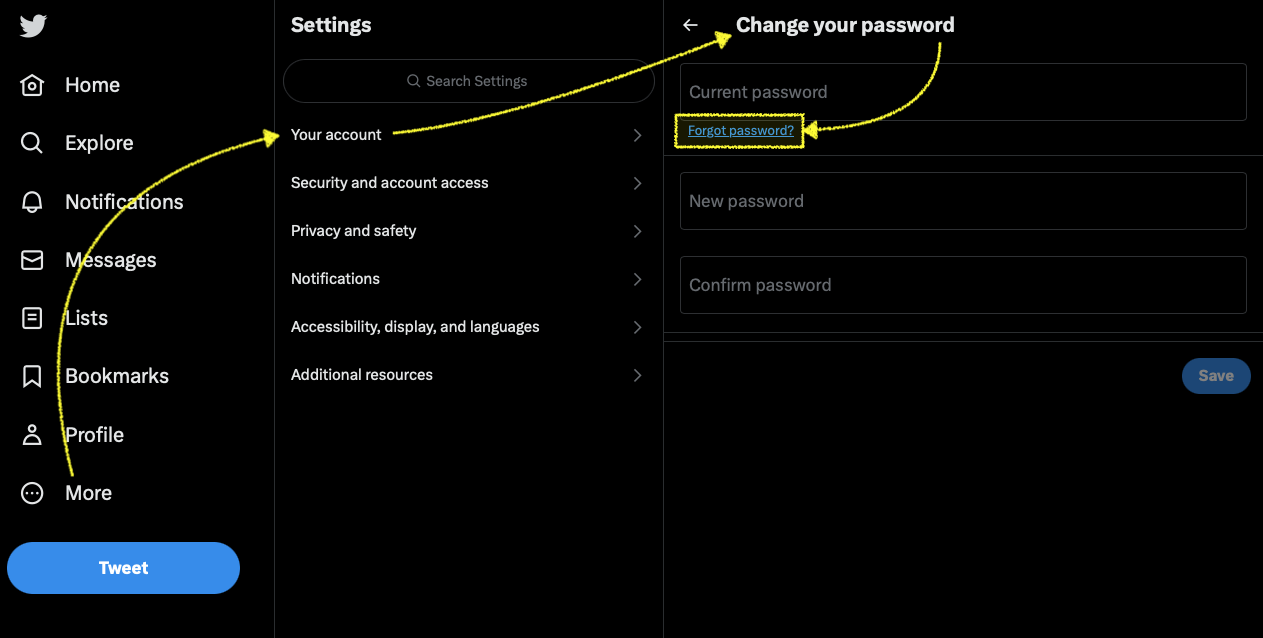 Home
Explore
Notifications
Messages
Lists
Bookmarks
Profile
More
Tweet
Settings
Search Settings
Your account
Security and account access
Privacy and safety
Notifications
Accessibility, display, and languages
Additional resources
Change your password
Current password
Forgot password?
New password
Confirm password
Save